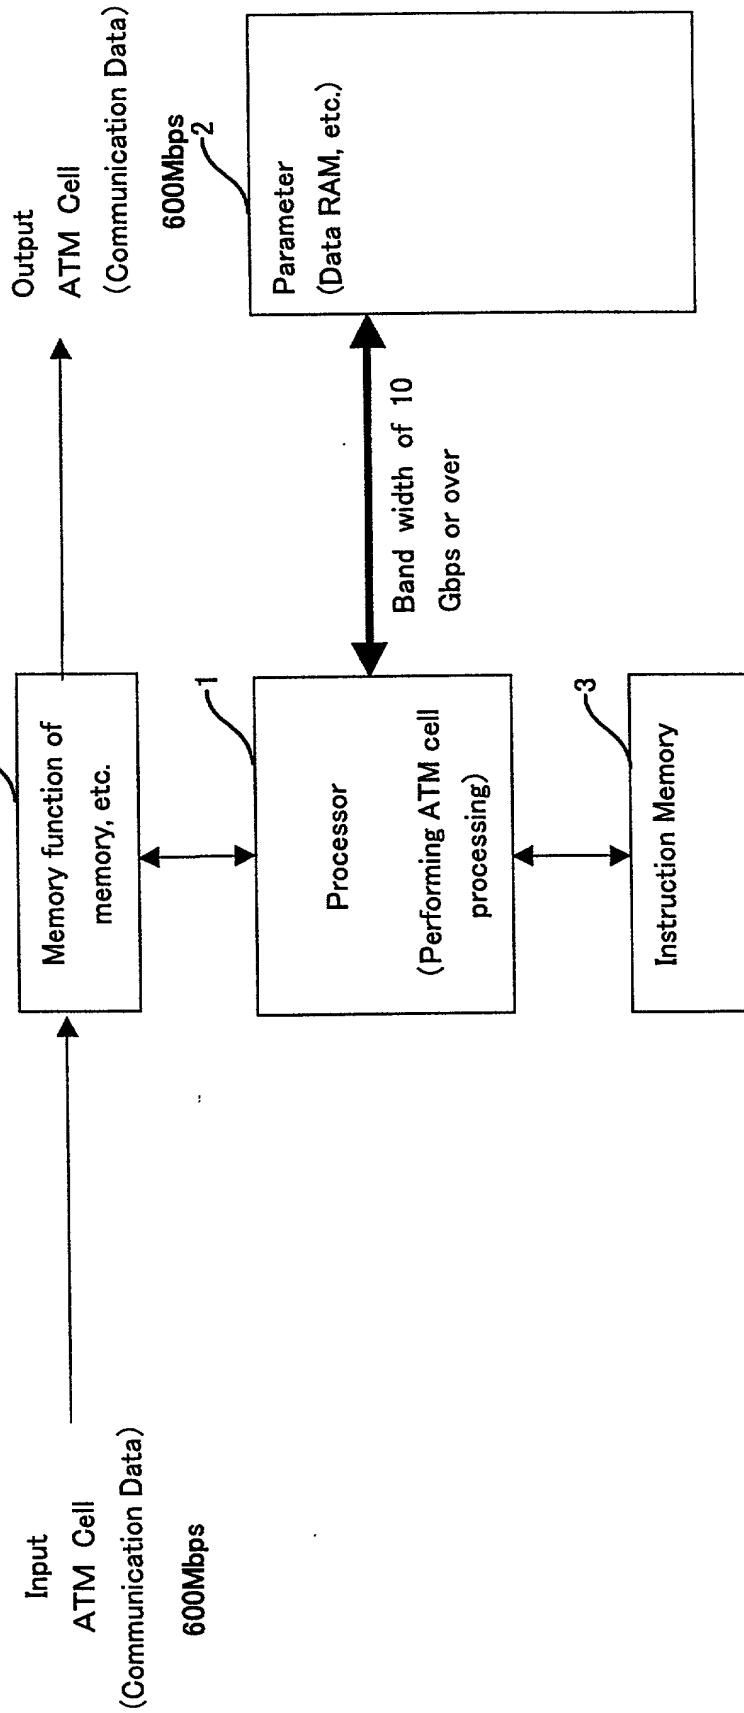 Input
ATM Cell
(Communication Data)
600Mbps
Memory function of
memory, etc.
Output
ATM Cell
(Communication Data)
600Mbps
1
Processor
(Performing ATM cell
processing)
Band width of 10
Gbps or over
2
Parameter
(Data RAM, etc.)
3
Instruction Memory